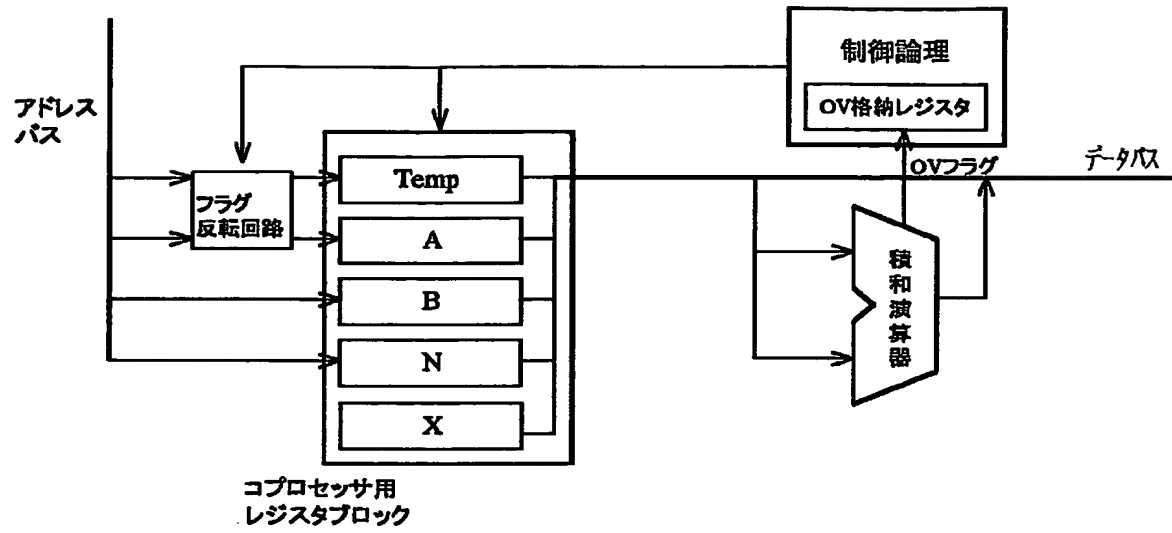 制御論理
OV格納レジスタ
アドレス
バス
OVフラグ
データバス
フラグ
反転回路
Temp
A
B
N
X
積和演算器
コプロセッサ用
レジスタブロック